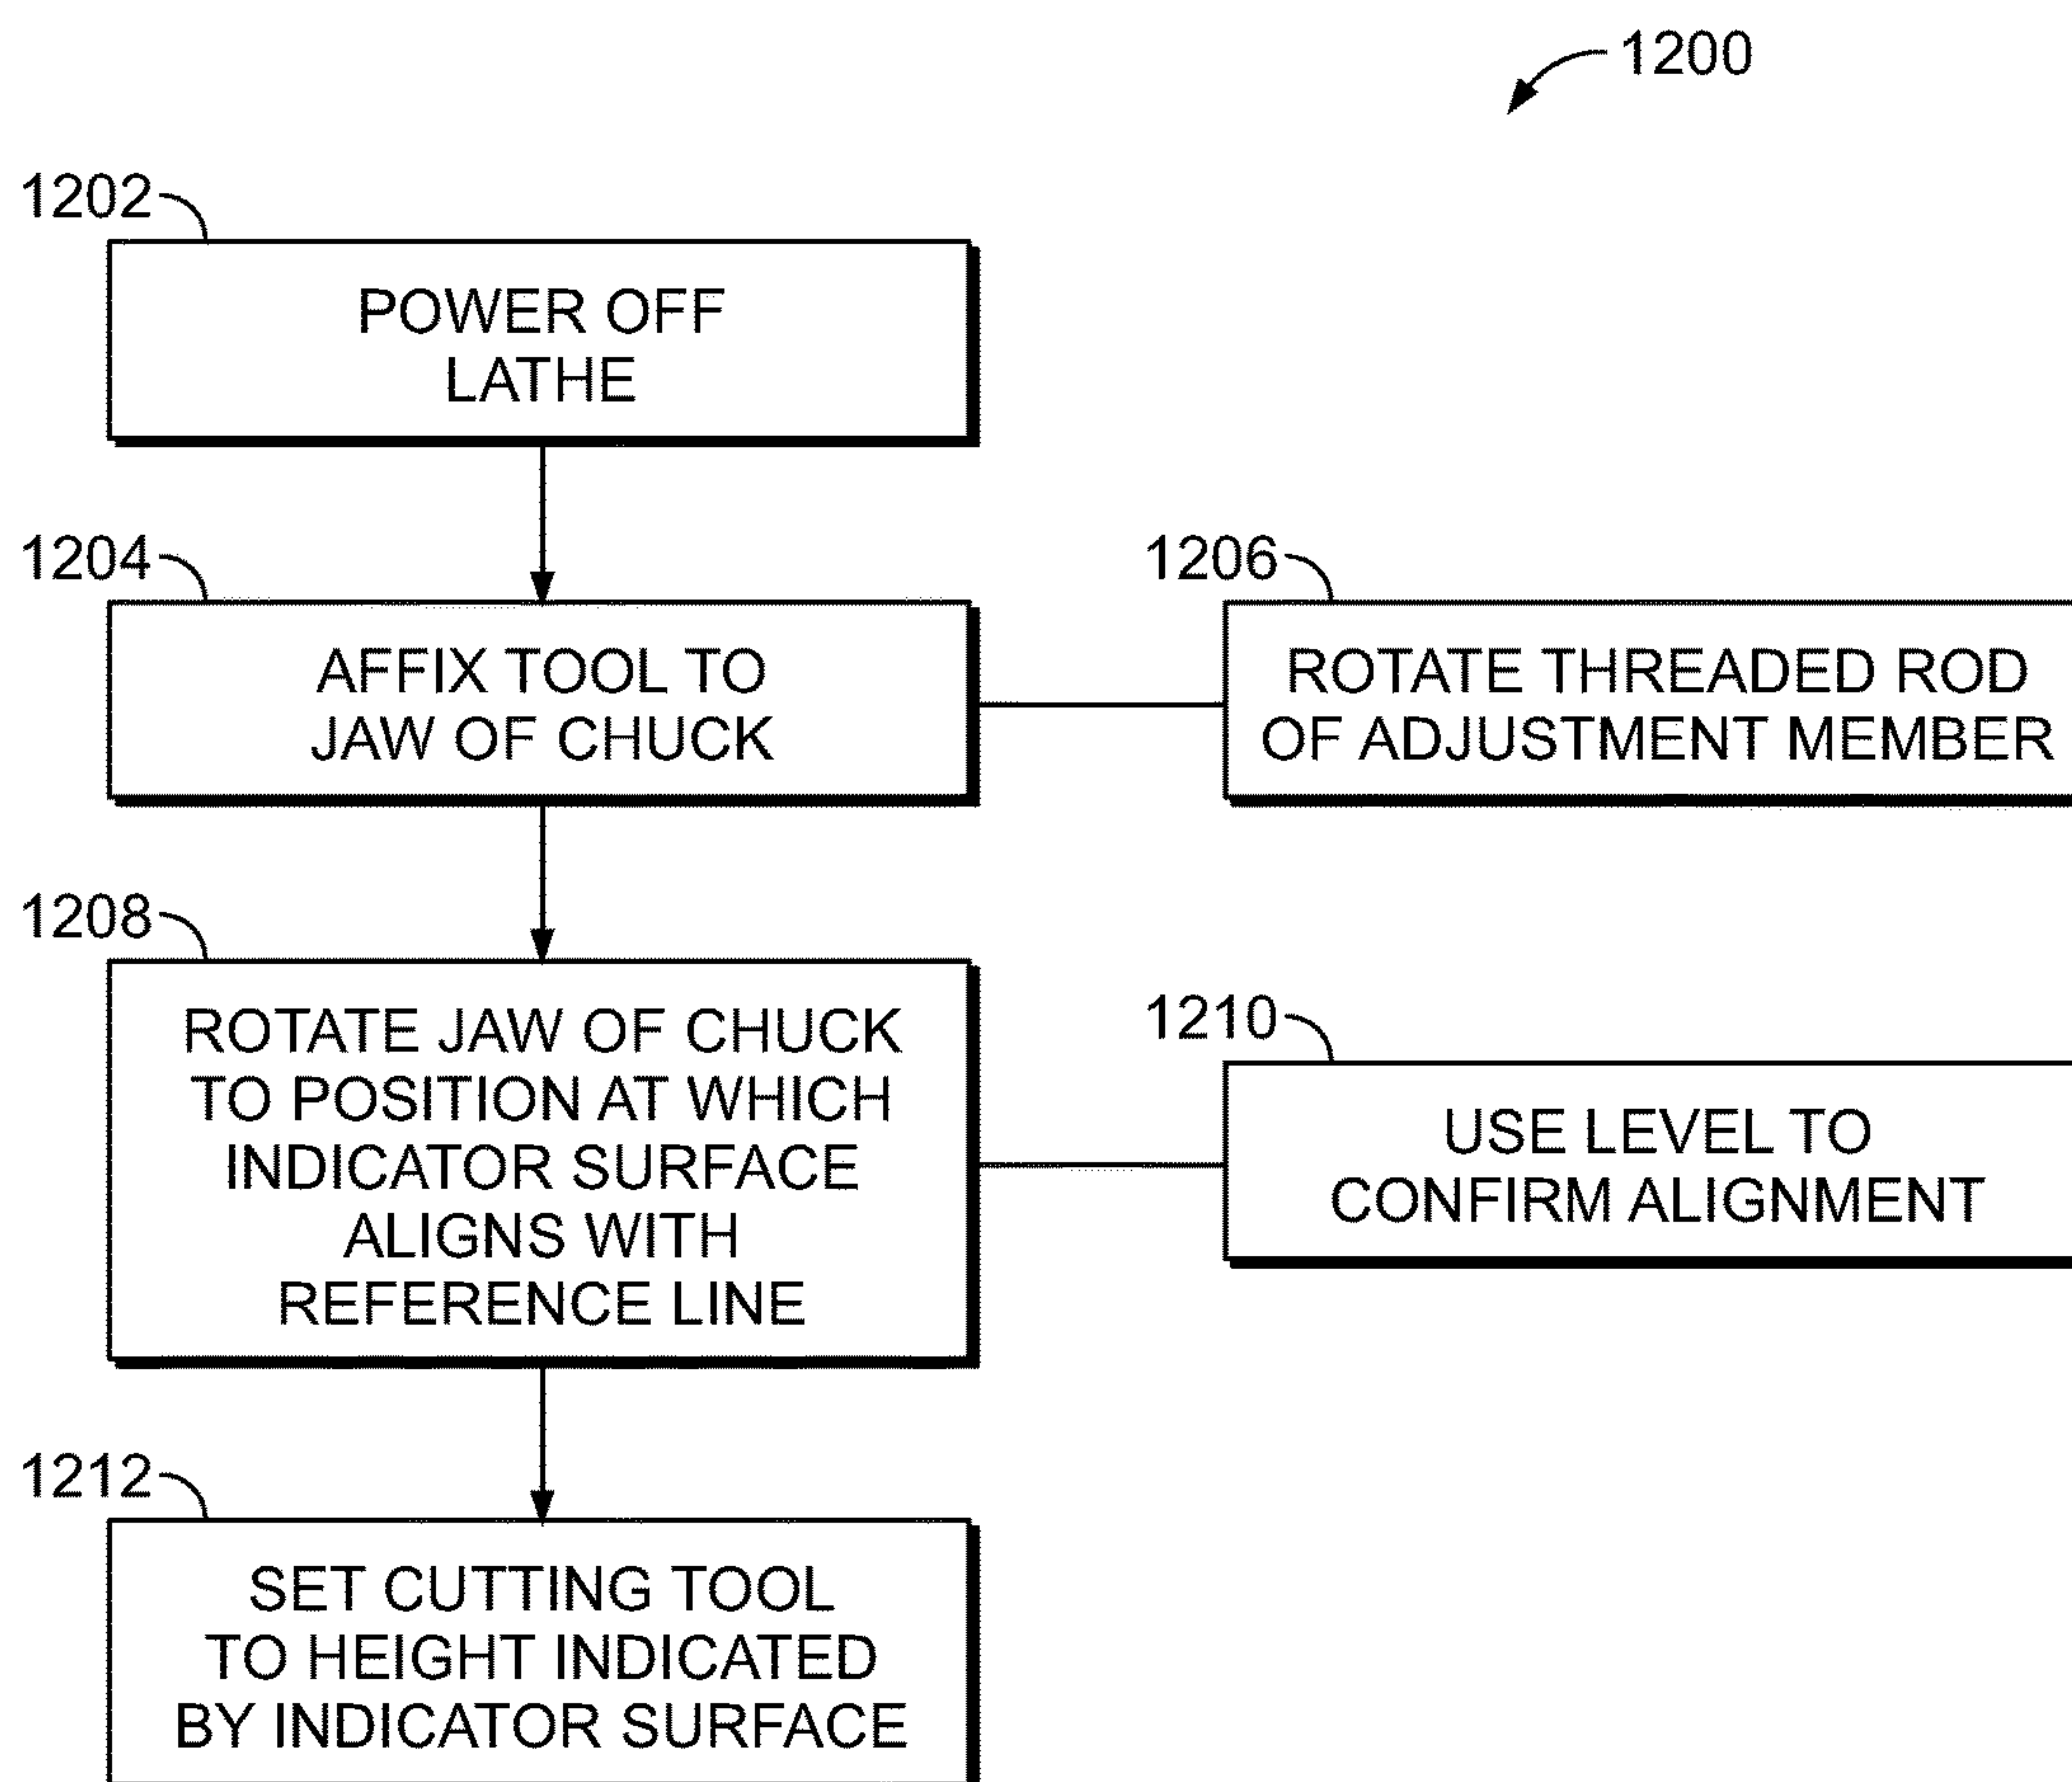 1200
1202
POWER OFF
LATHE
1204
AFFIX TOOL TO
JAW OF CHUCK
1206
ROTATE THREADED ROD
OF ADJUSTMENT MEMBER
1208
ROTATE JAW OF CHUCK
TO POSITION AT WHICH
INDICATOR SURFACE
ALIGNS WITH
REFERENCE LINE
1210
USE LEVEL TO
CONFIRM ALIGNMENT
1212
SET CUTTING TOOL
TO HEIGHT INDICATED
BY INDICATOR SURFACE